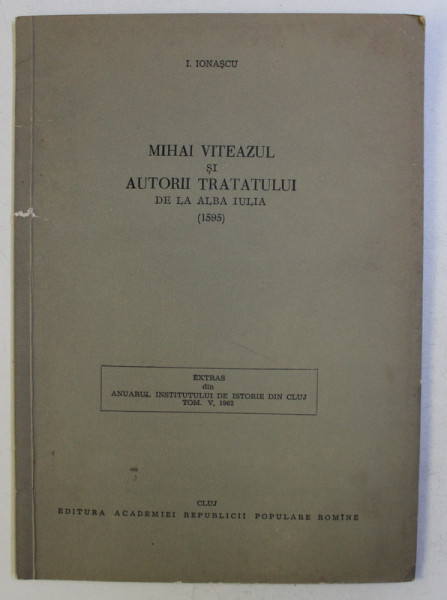 I. IONAȘCU
MIHAI VITEAZUL
ȘI
AUTORII TRATATULUI
DE LA ALBA IULIA
(1595)
EXTRAS
din
ANUARUL INSTITUTULUI DE ISTORIE DIN CLUJ
TOM. V, 1962
CLUJ
EDITURA ACADEMIEI REPUBLICII POPULARE ROMÎNE